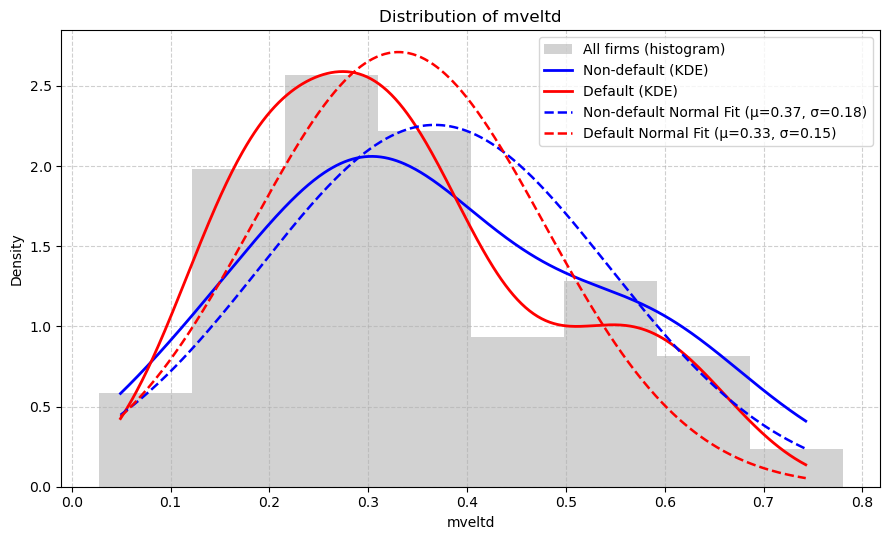 Distribution of mveltd
All firms (histogram)
Non-default (KDE)
Default (KDE)
Non-default Normal Fit (μ=0.37, σ=0.18)
Default Normal Fit (μ=0.33, σ=0.15)
Density
2.5
2.0
1.5
1.0
0.5
0.0
0.0 0.1 0.2 0.3 0.4 0.5 0.6 0.7 0.8
mveltd